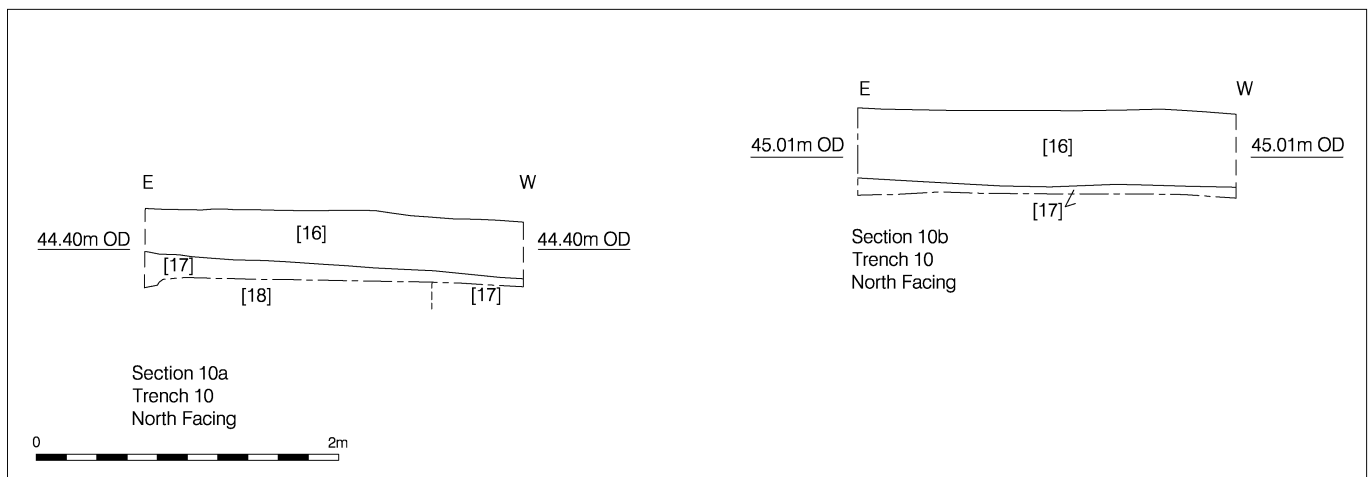 E
W
44.40m OD
[16]
44.40m OD
[17]
[18]
[17]
Section 10a
Trench 10
North Facing
0
2m
E
W
45.01m OD
[16]
45.01m OD
[17]
Section 10b
Trench 10
North Facing